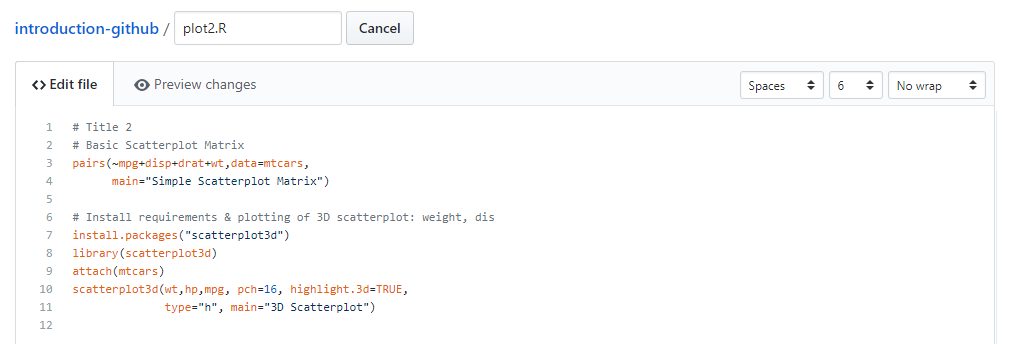 introduction-github / plot2.R Cancel
<> Edit file Preview changes Spaces 6 No wrap
1 # Title 2
2 # Basic Scatterplot Matrix
3 pairs(~mpg+disp+drat+wt,data=mtcars,
4 main="Simple Scatterplot Matrix")
5
6 # Install requirements & plotting of 3D scatterplot: weight, dis
7 install.packages("scatterplot3d")
8 library(scatterplot3d)
9 attach(mtcars)
10 scatterplot3d(wt,hp,mpg, pch=16, highlight.3d=TRUE,
11 type="h", main="3D Scatterplot")
12